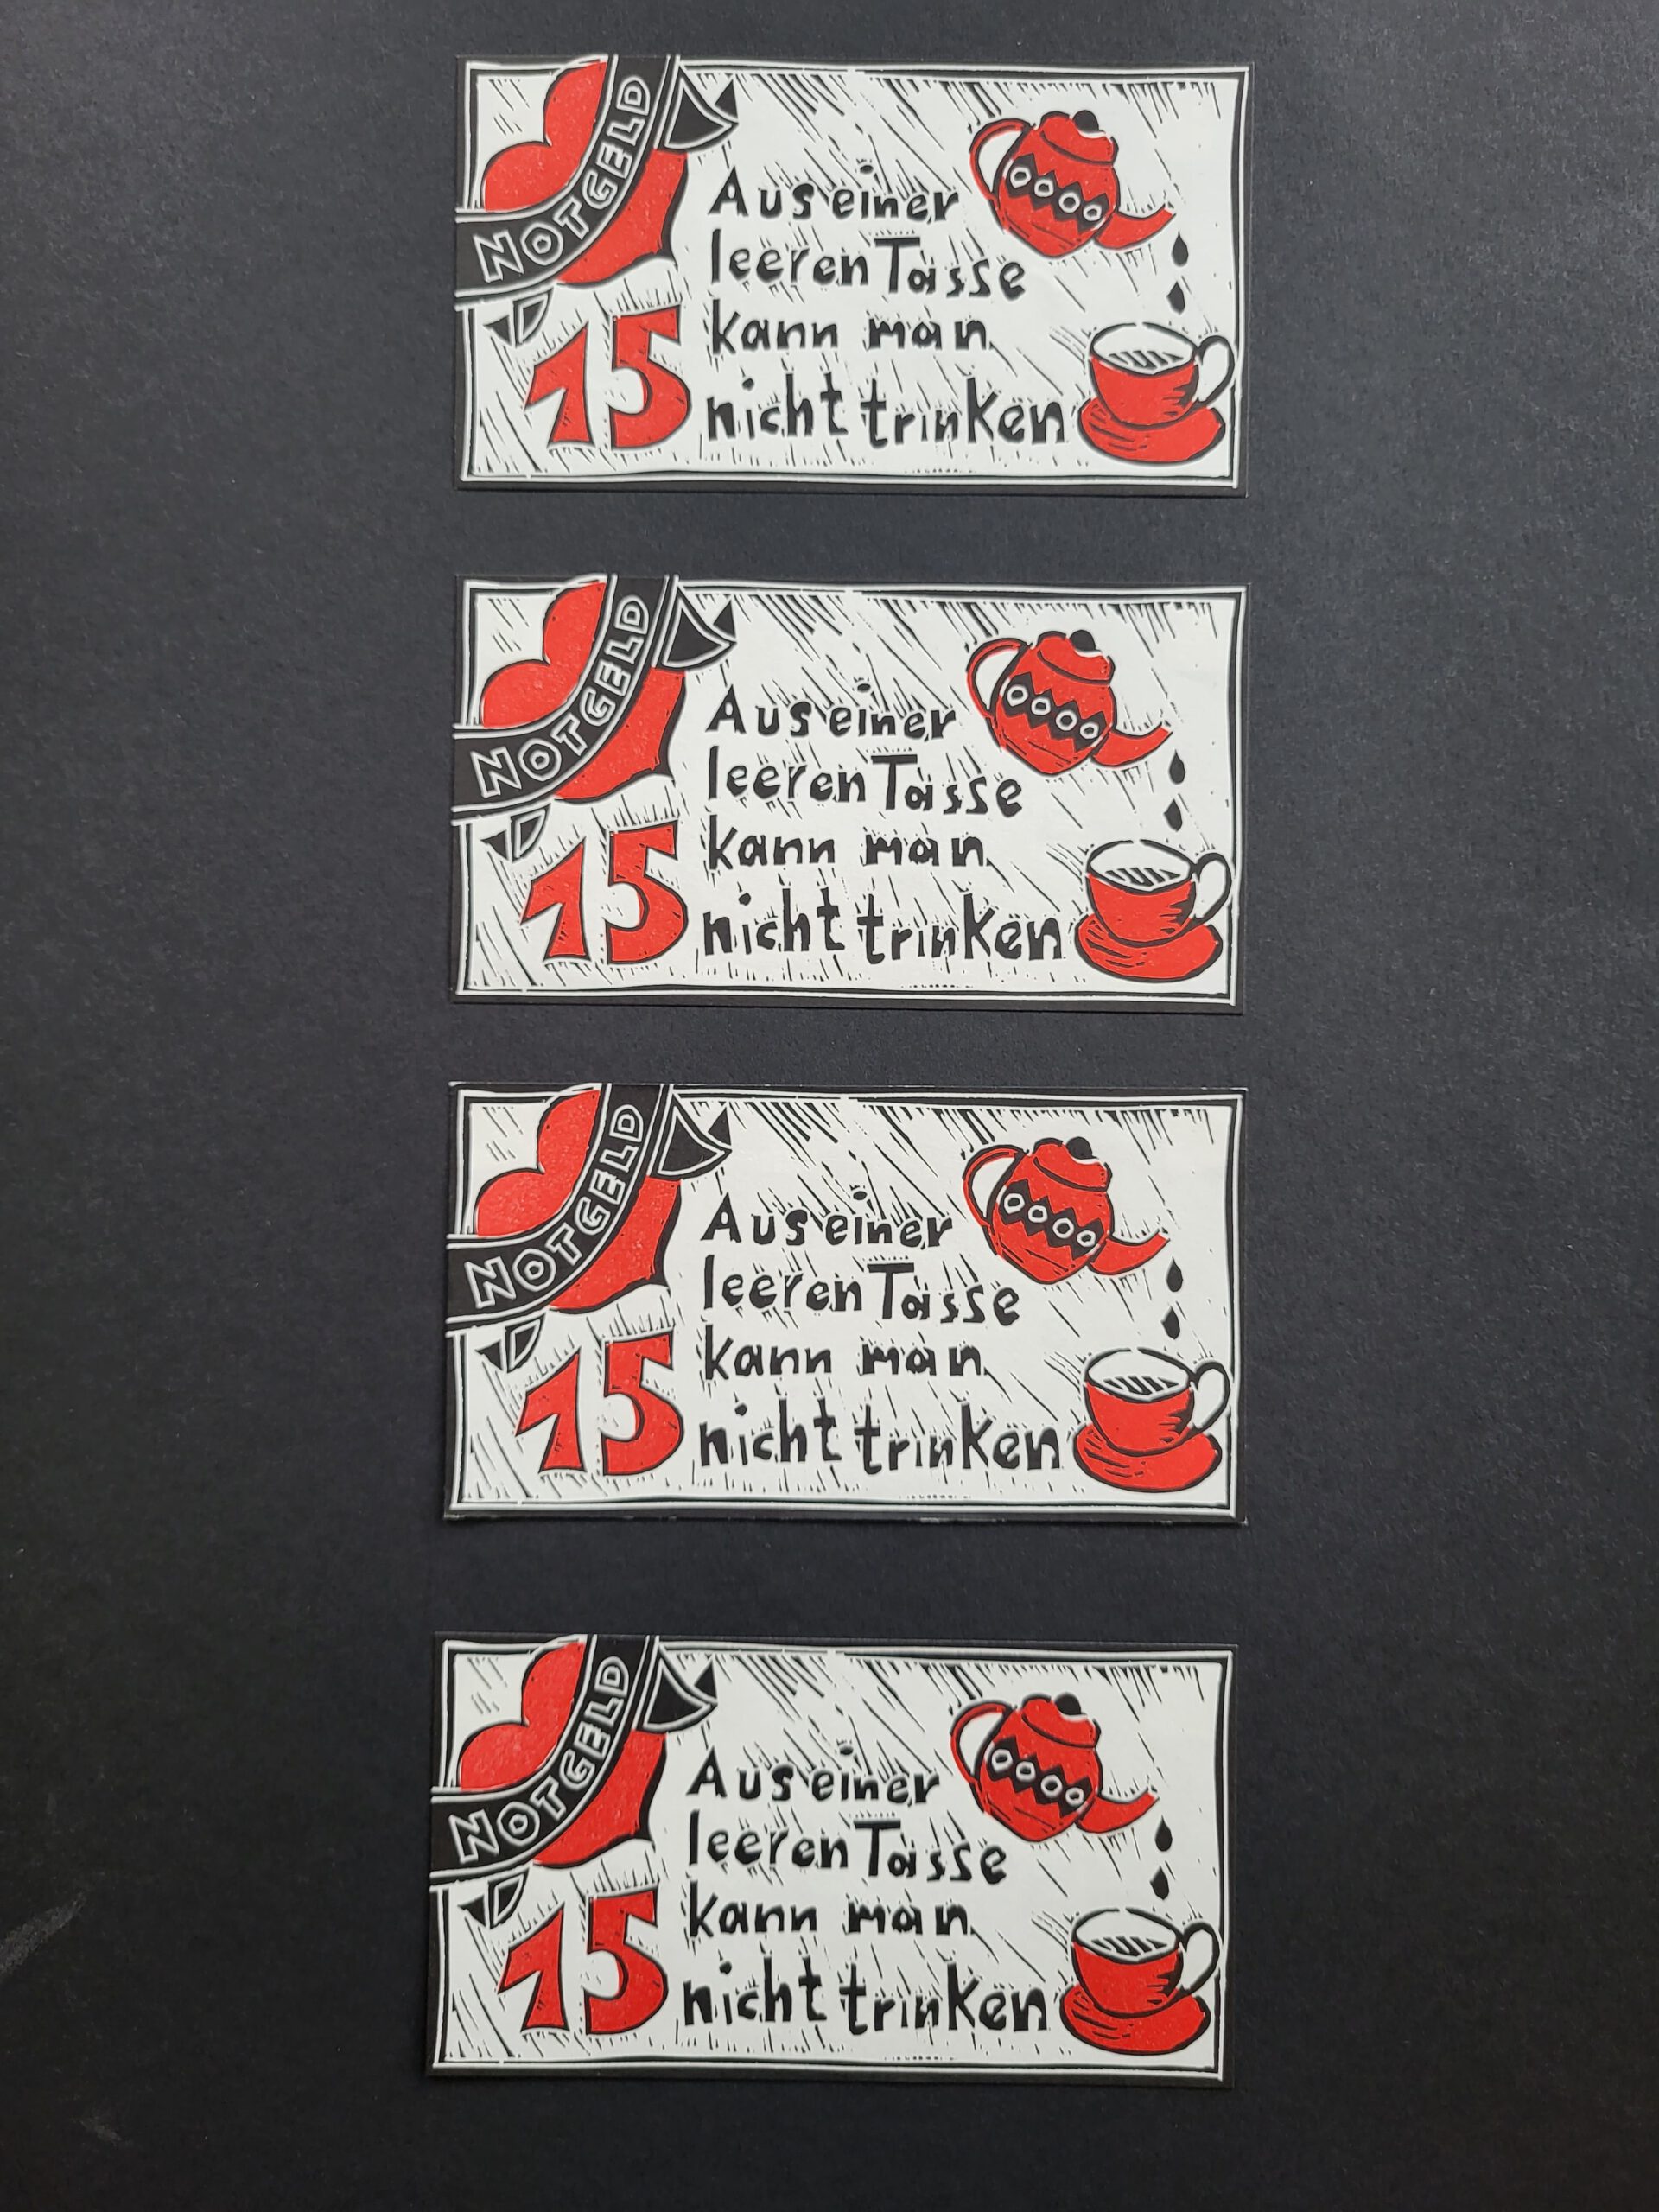 NOTGELD
Aus einer
leeren Tasse
kann man
nicht trinken
15
NOTGELD
Aus einer
leeren Tasse
kann man
nicht trinken
15
NOTGELD
Aus einer
leeren Tasse
kann man
nicht trinken
15
NOTGELD
Aus einer
leeren Tasse
kann man
nicht trinken
15